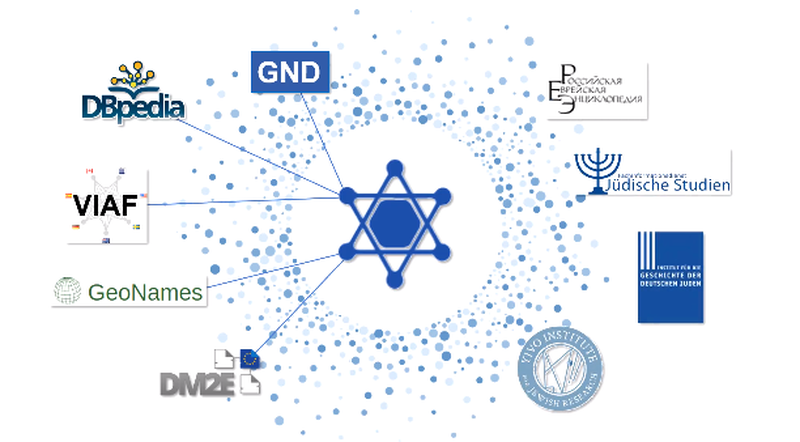 GND
DBpedia
VIAF
GeoNames
DM2E
РОССИЙСКАЯ
ЕВРЕЙСКАЯ
ЭНЦИКЛОПЕДИЯ
Fachinformationsdienst
Jüdische Studien
INSTITUT FÜR DIE
GESCHICHTE DER
DEUTSCHEN JUDEN
YIVO INSTITUTE
FOR JEWISH RESEARCH